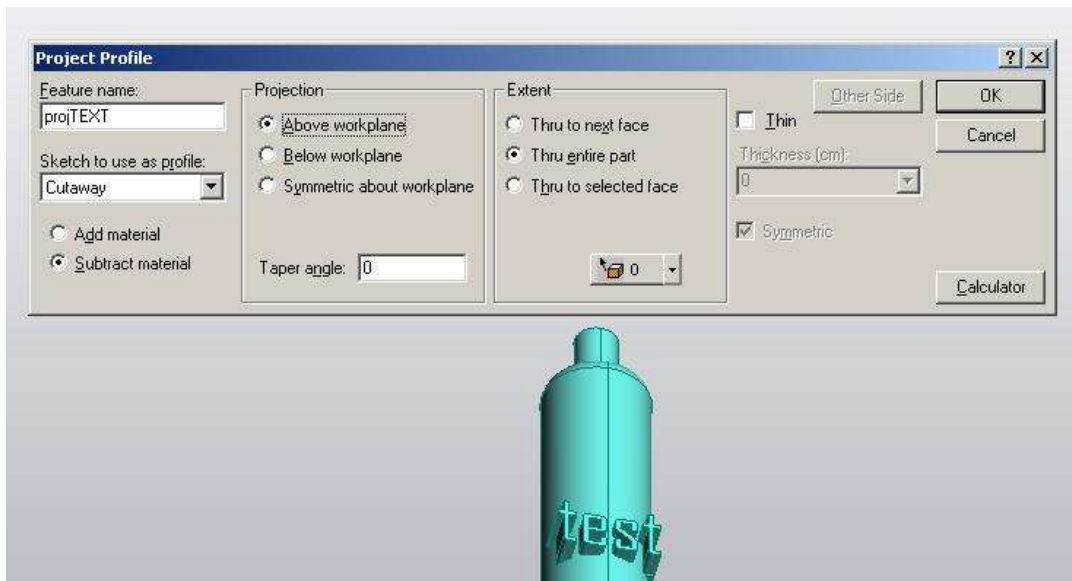 Project Profile
Feature name:
projTEXT
Sketch to use as profile:
Cutaway
Add material
Subtract material
Projection
Above workplane
Below workplane
Symmetric about workplane
Taper angle: 0
Extent
Thru to next face
Thru entire part
Thru to selected face
0
Other Side
Thin
Thickness (cm):
0
Symmetric
OK
Cancel
Calculator
test